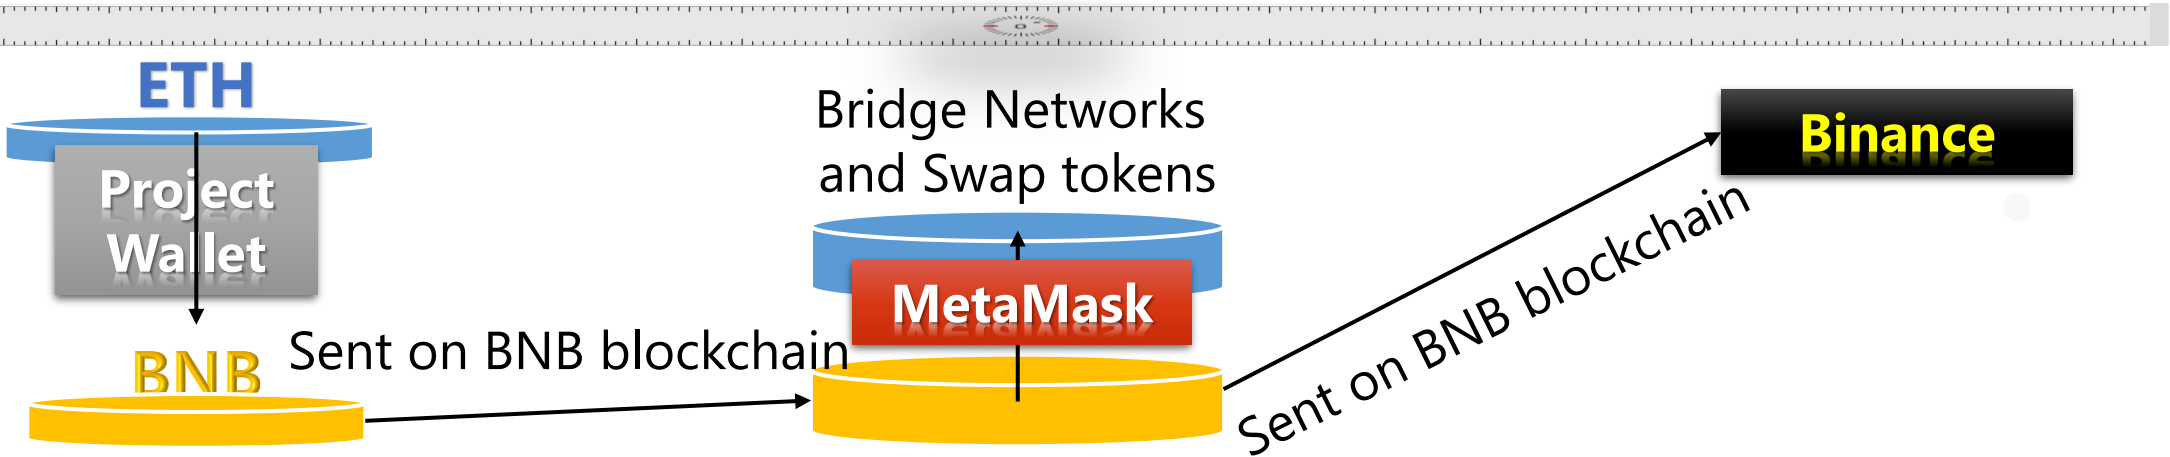 ETH
Project
Wallet
BNB
Sent on BNB blockchain
Bridge Networks
and Swap tokens
MetaMask
Sent on BNB blockchain
Binance
0°